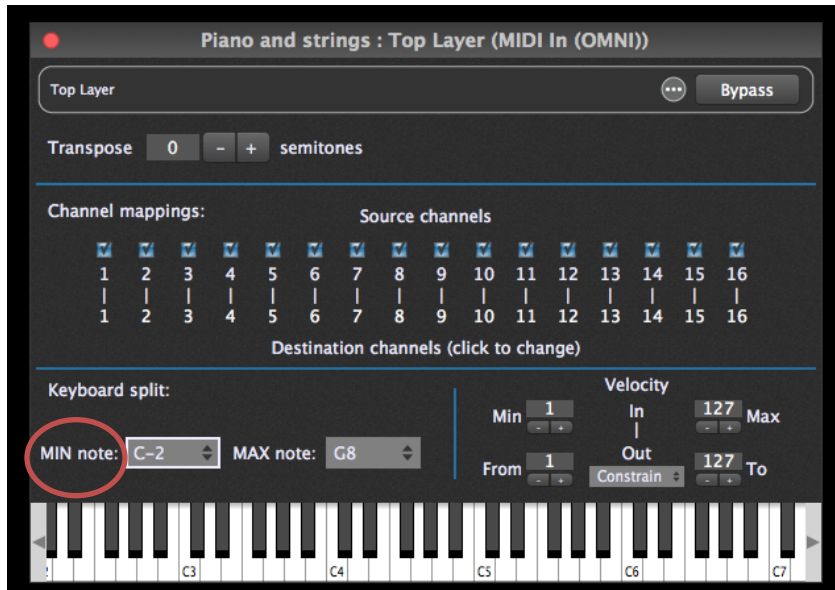 Piano and strings : Top Layer (MIDI In (OMNI))
Top Layer
Bypass
Transpose 0 - + semitones
Channel mappings:
Source channels
1 2 3 4 5 6 7 8 9 10 11 12 13 14 15 16
1 2 3 4 5 6 7 8 9 10 11 12 13 14 15 16
Destination channels (click to change)
Keyboard split:
MIN note: C-2 MAX note: G8
Velocity
Min 1 In 127 Max
- + - +
From 1 Out 127 To
- + Constrain - +
C3 C4 C5 C6 C7